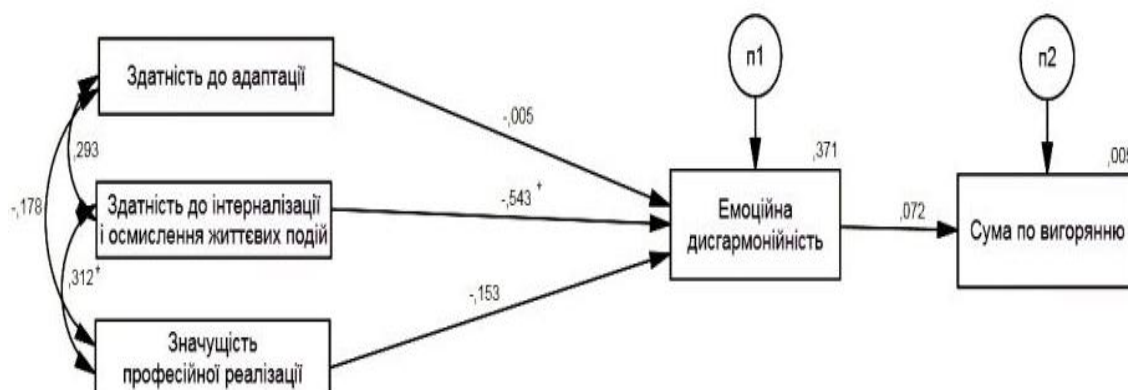 Здатність до адаптації
-,005
,293
-,178
Здатність до інтерналізації
і осмислення життєвих подій
-,543 +
,312+
Значущість
професійної реалізації
-,153
п1
,371
Емоційна
дисгармонійність
,072
п2
,005
Сума по вигорянню